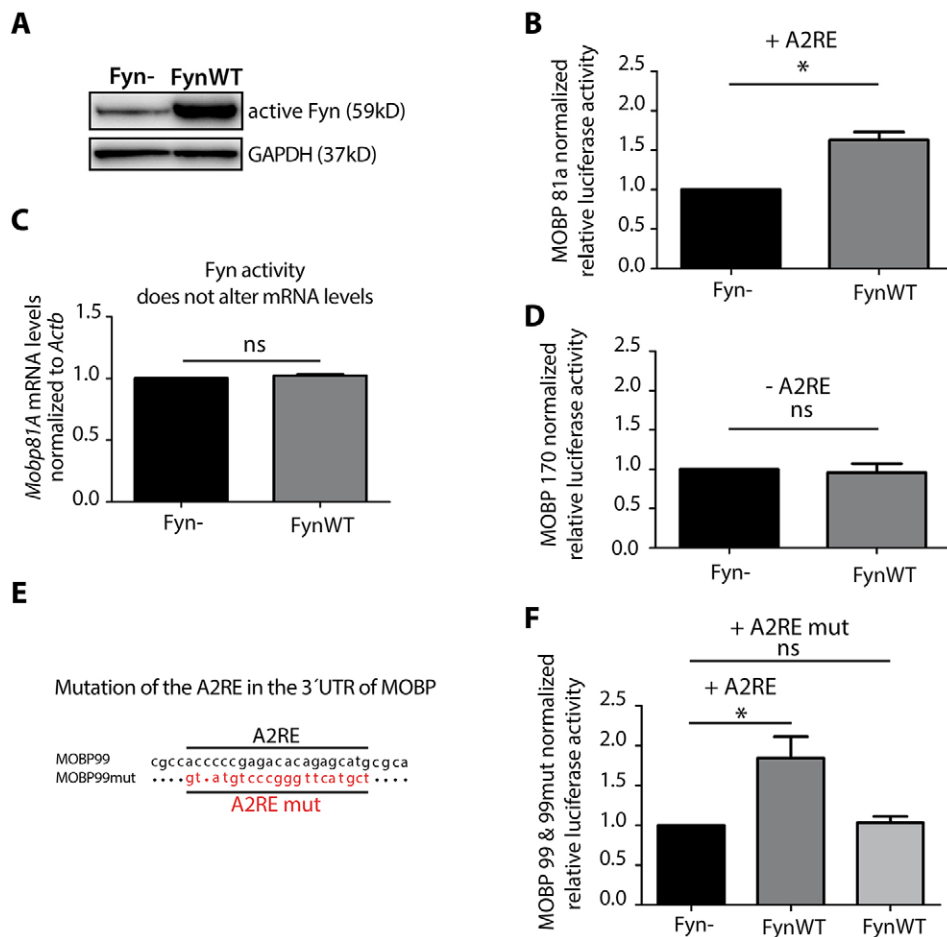 A
Fyn- FynWT
active Fyn (59kD)
GAPDH (37kD)
B
+ A2RE
*
MOBP 81a normalized
relative luciferase activity
2.5
2.0
1.5
1.0
0.5
0.0
Fyn- FynWT
C
Fyn activity
does not alter mRNA levels
ns
Mobp81A mRNA levels
normalized to Actb
1.5
1.0
0.5
0.0
Fyn- FynWT
D
- A2RE
ns
MOBP 170 normalized
relative luciferase activity
2.5
2.0
1.5
1.0
0.5
0.0
Fyn- FynWT
E
Mutation of the A2RE in the 3´UTR of MOBP
A2RE
MOBP99 cgccacccccgagacacagagcatgcgca
MOBP99mut ····gt·atgtcccgggttcatgct····
A2RE mut
F
+ A2RE mut
ns
+ A2RE
*
MOBP 99 & 99mut normalized
relative luciferase activity
2.5
2.0
1.5
1.0
0.5
0.0
Fyn- FynWT FynWT